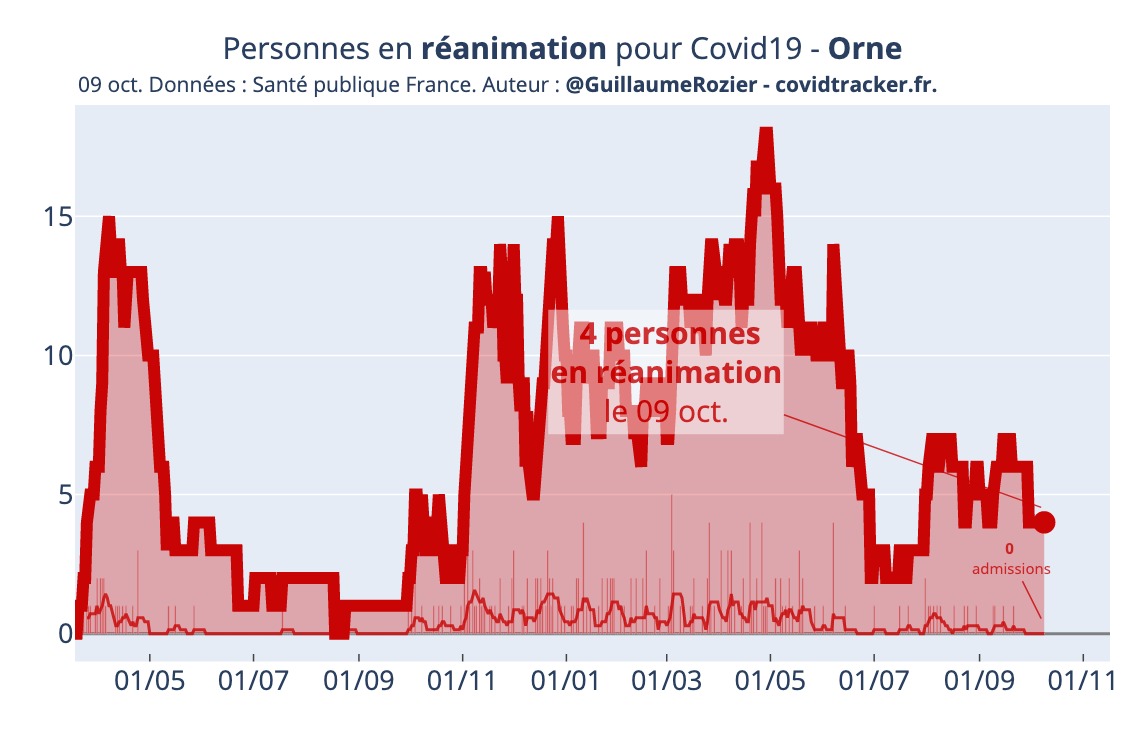 Personnes en réanimation pour Covid19 - Orne
09 oct. Données : Santé publique France. Auteur : @GuillaumeRozier - covidtracker.fr.
15
10
5
0
4 personnes
en réanimation
le 09 oct.
0
admissions
01/05 01/07 01/09 01/11 01/01 01/03 01/05 01/07 01/09 01/11